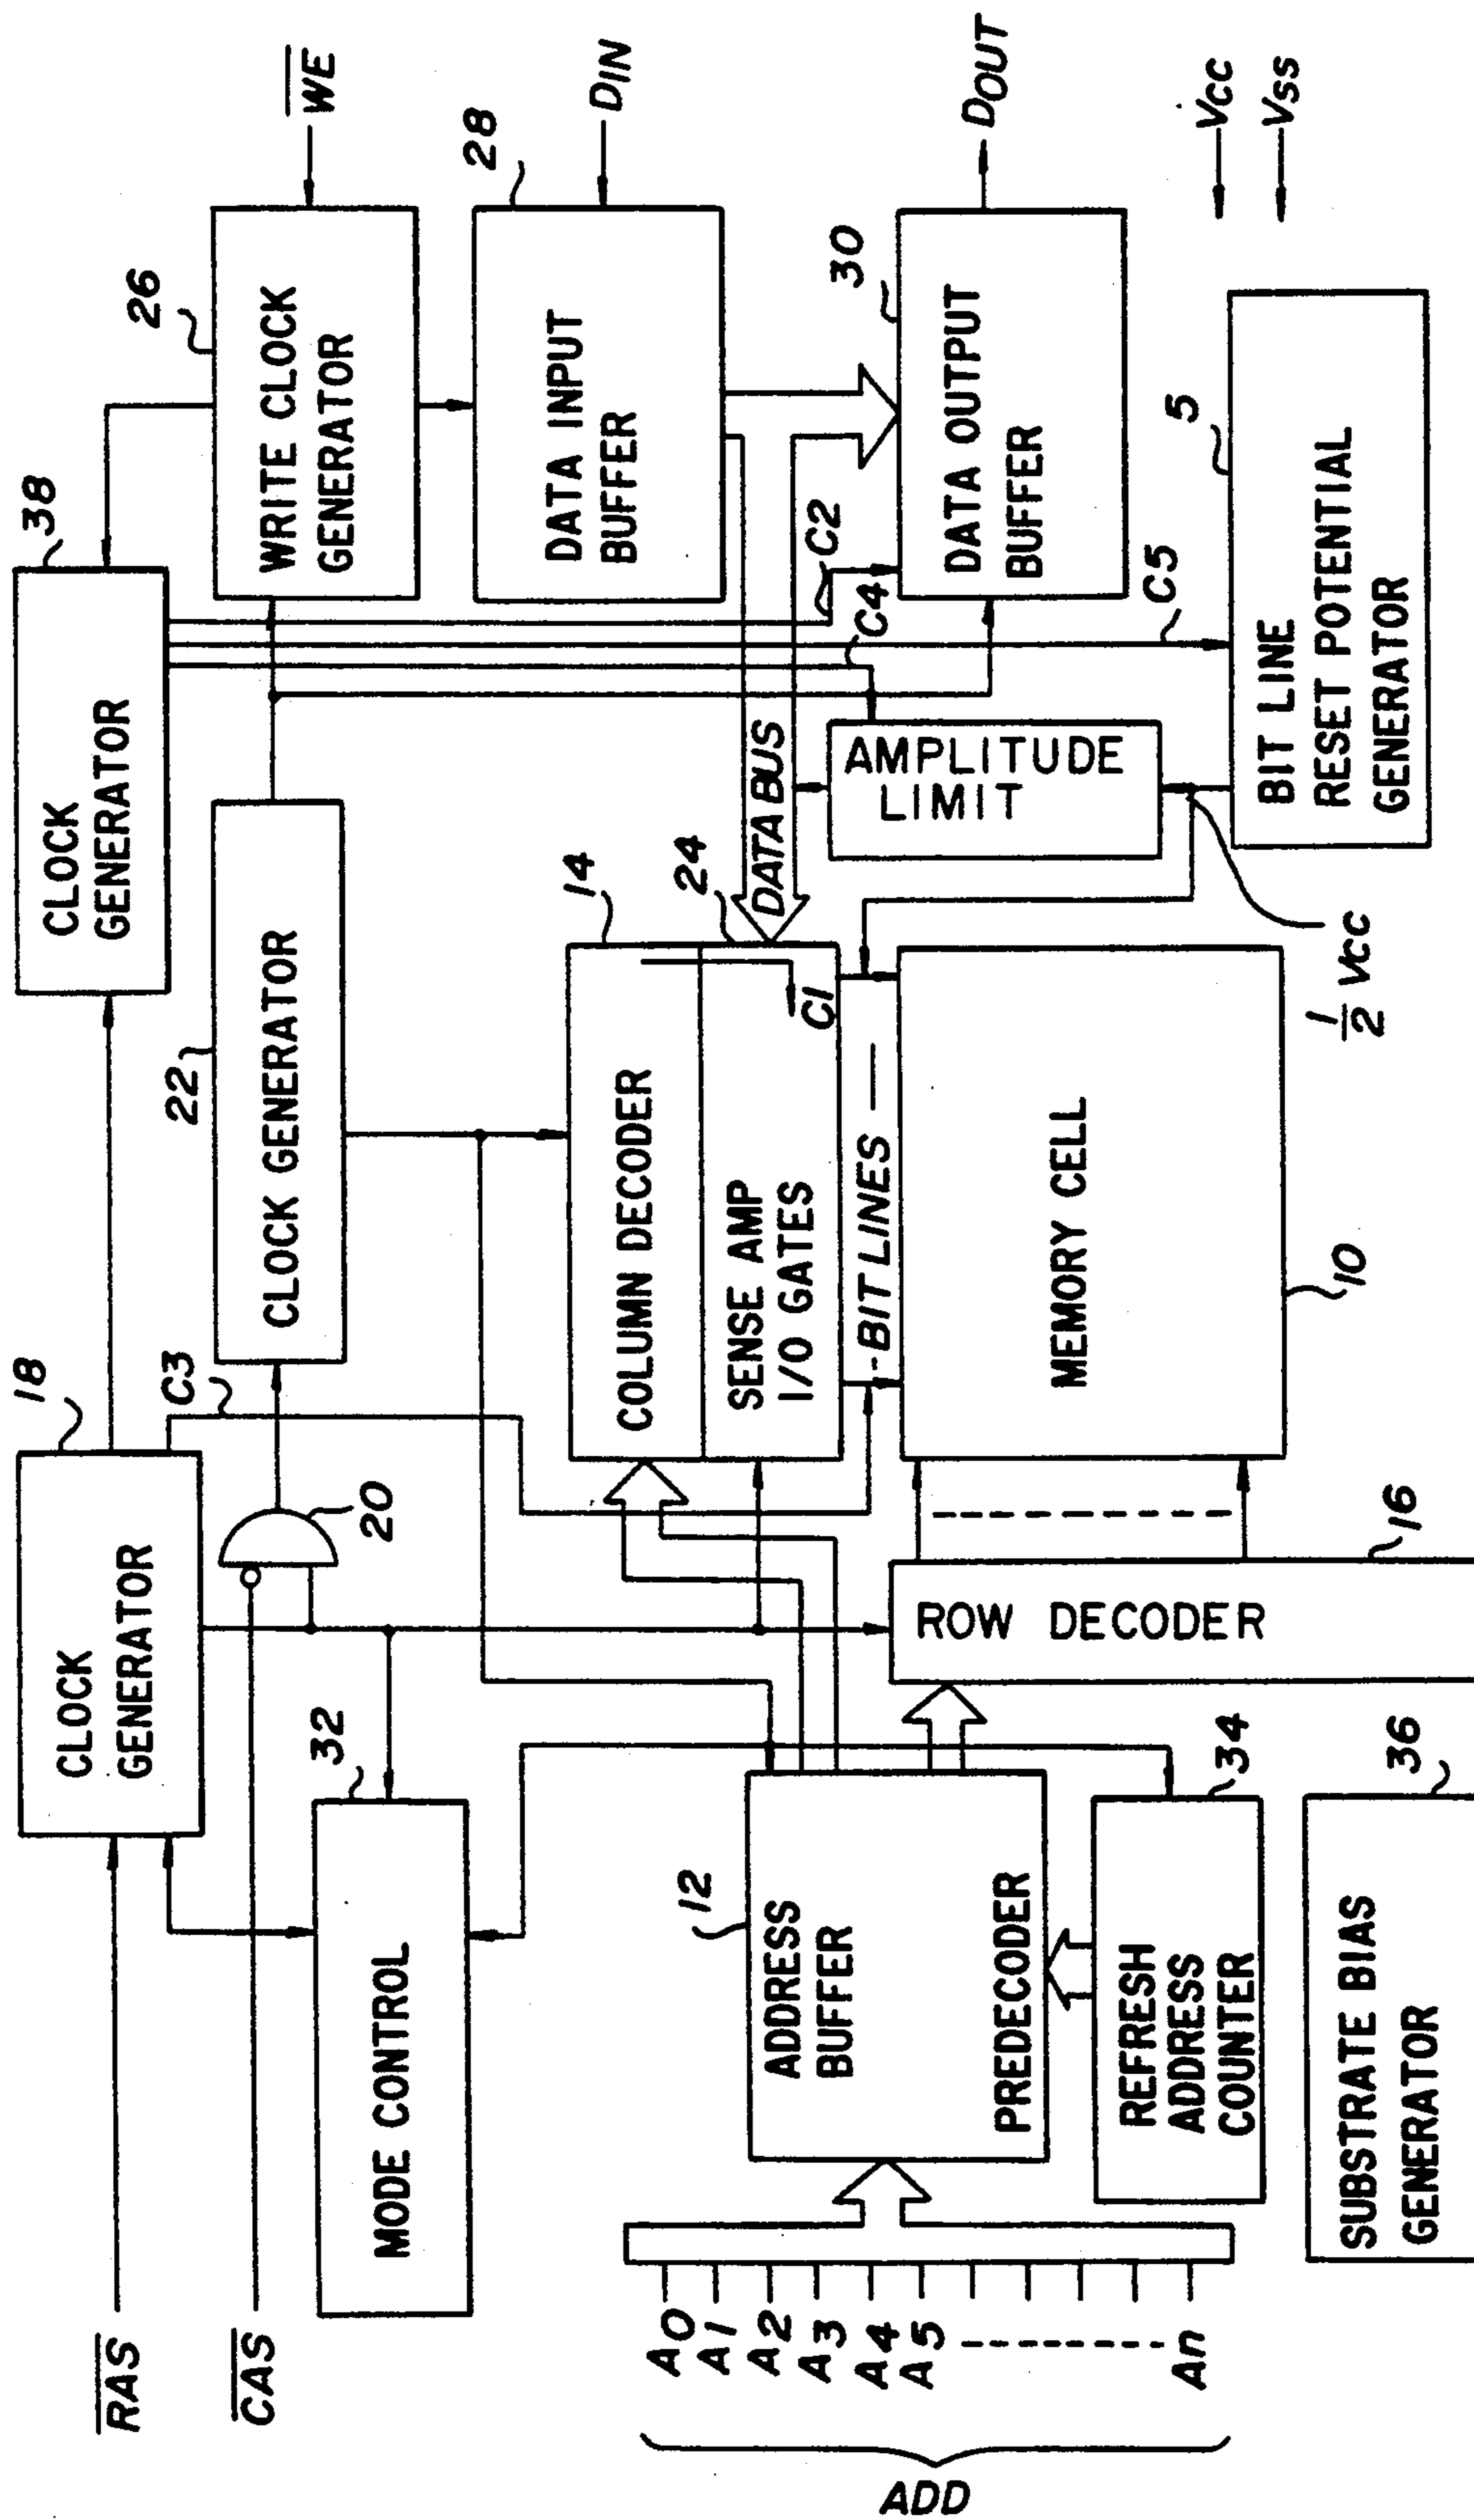 RAS
CAS
18
CLOCK
GENERATOR
C3
20
38
CLOCK
GENERATOR
22
CLOCK GENERATOR
26
WRITE CLOCK
GENERATOR
WE
32
MODE CONTROL
28
DATA INPUT
BUFFER
DIN
14
COLUMN DECODER
24
SENSE AMP
I/O GATES
C1
DATA BUS
C2
C4
C5
30
DATA OUTPUT
BUFFER
DOUT
ADD
A0
A1
A2
A3
A4
A5
An
12
ADDRESS
BUFFER
PREDECODER
BIT LINES
AMPLITUDE
LIMIT
MEMORY CELL
10
ROW DECODER
16
34
REFRESH
ADDRESS
COUNTER
36
SUBSTRATE BIAS
GENERATOR
1/2 Vcc
5
BIT LINE
RESET POTENTIAL
GENERATOR
Vcc
Vss